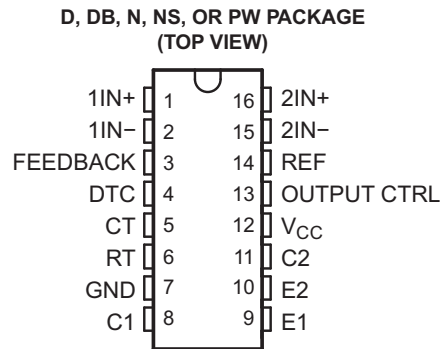 D, DB, N, NS, OR PW PACKAGE
(TOP VIEW)
1IN+ 1 16 2IN+
1IN− 2 15 2IN−
FEEDBACK 3 14 REF
DTC 4 13 OUTPUT CTRL
CT 5 12 VCC
RT 6 11 C2
GND 7 10 E2
C1 8 9 E1